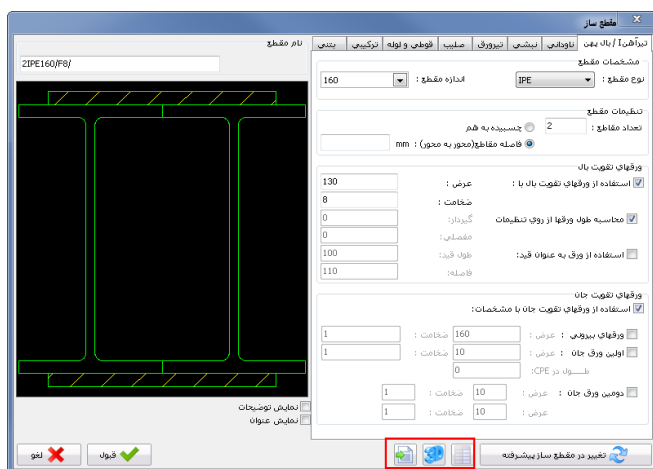 مقطع ساز
تیرآهن I / بال پهن ناودانی نبشی تیرورق صلیب قوطی و لوله ترکیبی بتنی
نام مقطع
2IPE160/F8/
مشخصات مقطع
نوع مقطع : IPE اندازه مقطع : 160
تنظیمات مقطع
تعداد مقاطع : 2 چسبیده به هم
فاصله مقاطع(محور به محور) : mm
ورقهای تقویت بال
استفاده از ورقهای تقویت بال با : عرض : 130
ضخامت : 8
محاسبه طول ورقها از روی تنظیمات گیردار: 0
مفصلی: 0
استفاده از ورق به عنوان قید: طول قید: 100
فاصله: 110
ورقهای تقویت جان
استفاده از ورقهای تقویت جان با مشخصات:
ورقهای بیرونی : عرض : 160 ضخامت : 1
اولین ورق جان : عرض : 10 ضخامت : 1
طـــــول در CPE: 0
دومین ورق جان : عرض : 10 ضخامت : 1
عرض : 10 ضخامت : 1
نمایش توضیحات
نمایش عنوان
تغییر در مقطع ساز پیشرفته
قبول
لغو